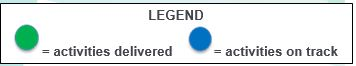 LEGEND
= activities delivered = activities on track